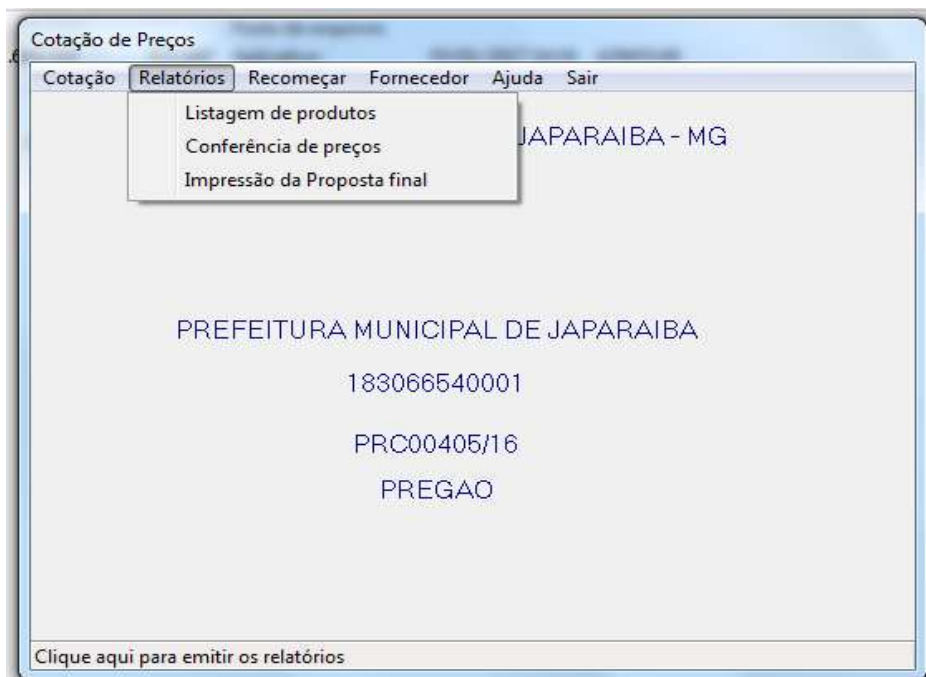 Cotação de Preços
Cotação Relatórios Recomeçar Fornecedor Ajuda Sair
Listagem de produtos
JAPARAIBA - MG
Conferência de preços
Impressão da Proposta final
PREFEITURA MUNICIPAL DE JAPARAIBA
183066540001
PRC00405/16
PREGAO
Clique aqui para emitir os relatórios